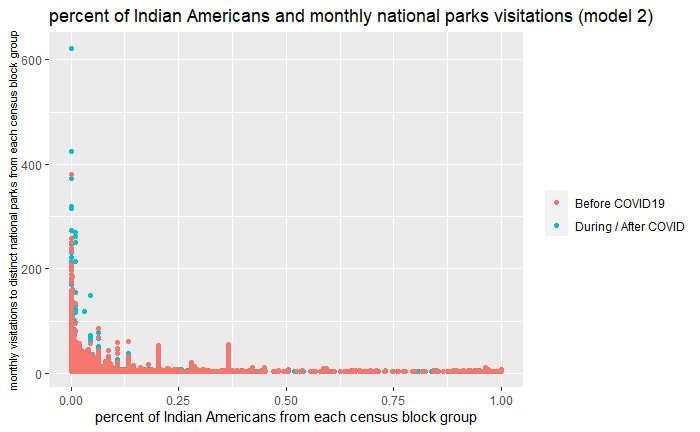 percent of Indian Americans and monthly national parks visitations (model 2)
monthly visitations to distinct national parks from each census block group
600
400
200
0
0.00 0.25 0.50 0.75 1.00
percent of Indian Americans from each census block group
Before COVID19
During / After COVID